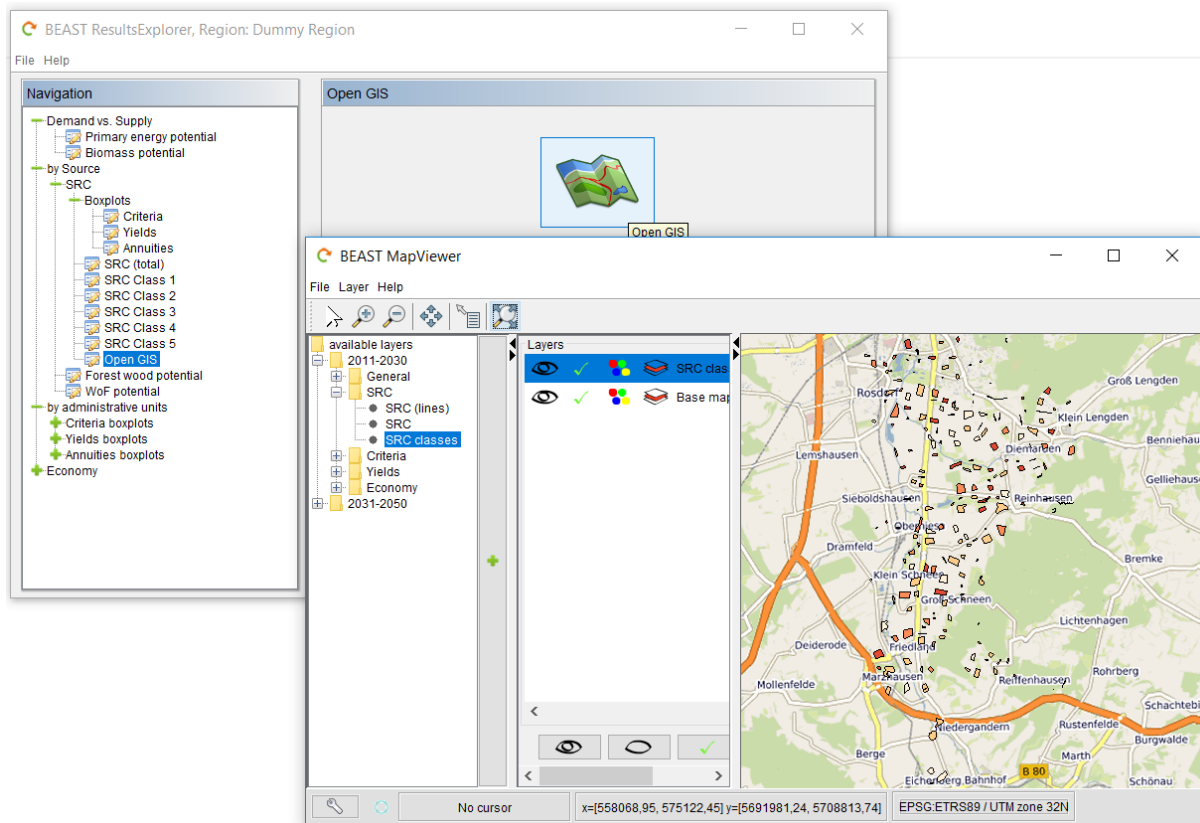 BEAST ResultsExplorer, Region: Dummy Region
File Help
Navigation
Demand vs. Supply
Primary energy potential
Biomass potential
by Source
SRC
Boxplots
Criteria
Yields
Annuities
SRC (total)
SRC Class 1
SRC Class 2
SRC Class 3
SRC Class 4
SRC Class 5
Open GIS
Forest wood potential
WoF potential
by administrative units
Criteria boxplots
Yields boxplots
Annuities boxplots
Economy
Open GIS
Open GIS
BEAST MapViewer
File Layer Help
available layers
2011-2030
General
SRC
SRC (lines)
SRC
SRC classes
Criteria
Yields
Economy
2031-2050
Layers
SRC clas
Base map
Groß Lengden
Rosdorf
Klein Lengden
Benniehau
Diemarden
Lemshausen
Gelliehaus
Sieboldshausen
Reinhausen
Obernjes
Dramfeld
Bremke
Klein Schneen
Groß Schneen
Lichtenhagen
Deiderode
Friedland
Rohrberg
Marzhausen
Reiffenhausen
Mollenfelde
Schachtebi
Niedergandern
Rustenfelde
Burgwalde
Berge
Marth
B 80
Eichenberg Bahnhof
Schönau
No cursor
x=[558068,95, 575122,45] y=[5691981,24, 5708813,74]
EPSG:ETRS89 / UTM zone 32N